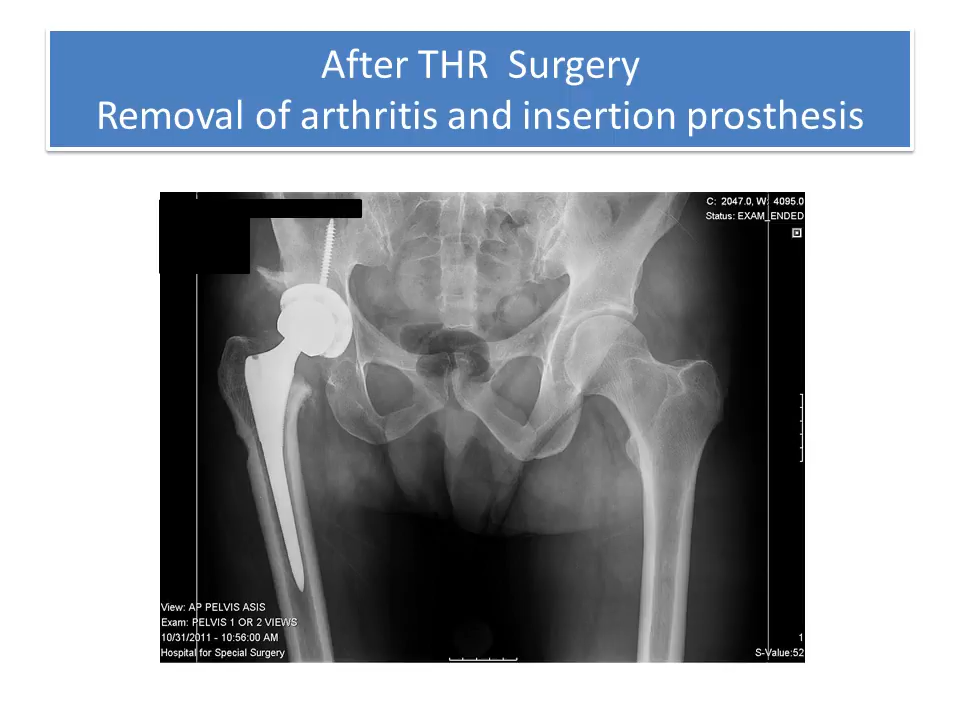 After THR Surgery
Removal of arthritis and insertion prosthesis
C: 2047.0, W: 4095.0
Status: EXAM_ENDED
View: AP PELVIS ASIS
Exam: PELVIS 1 OR 2 VIEWS
10/31/2011 - 10:56:00 AM
Hospital for Special Surgery
1
S-Value:52